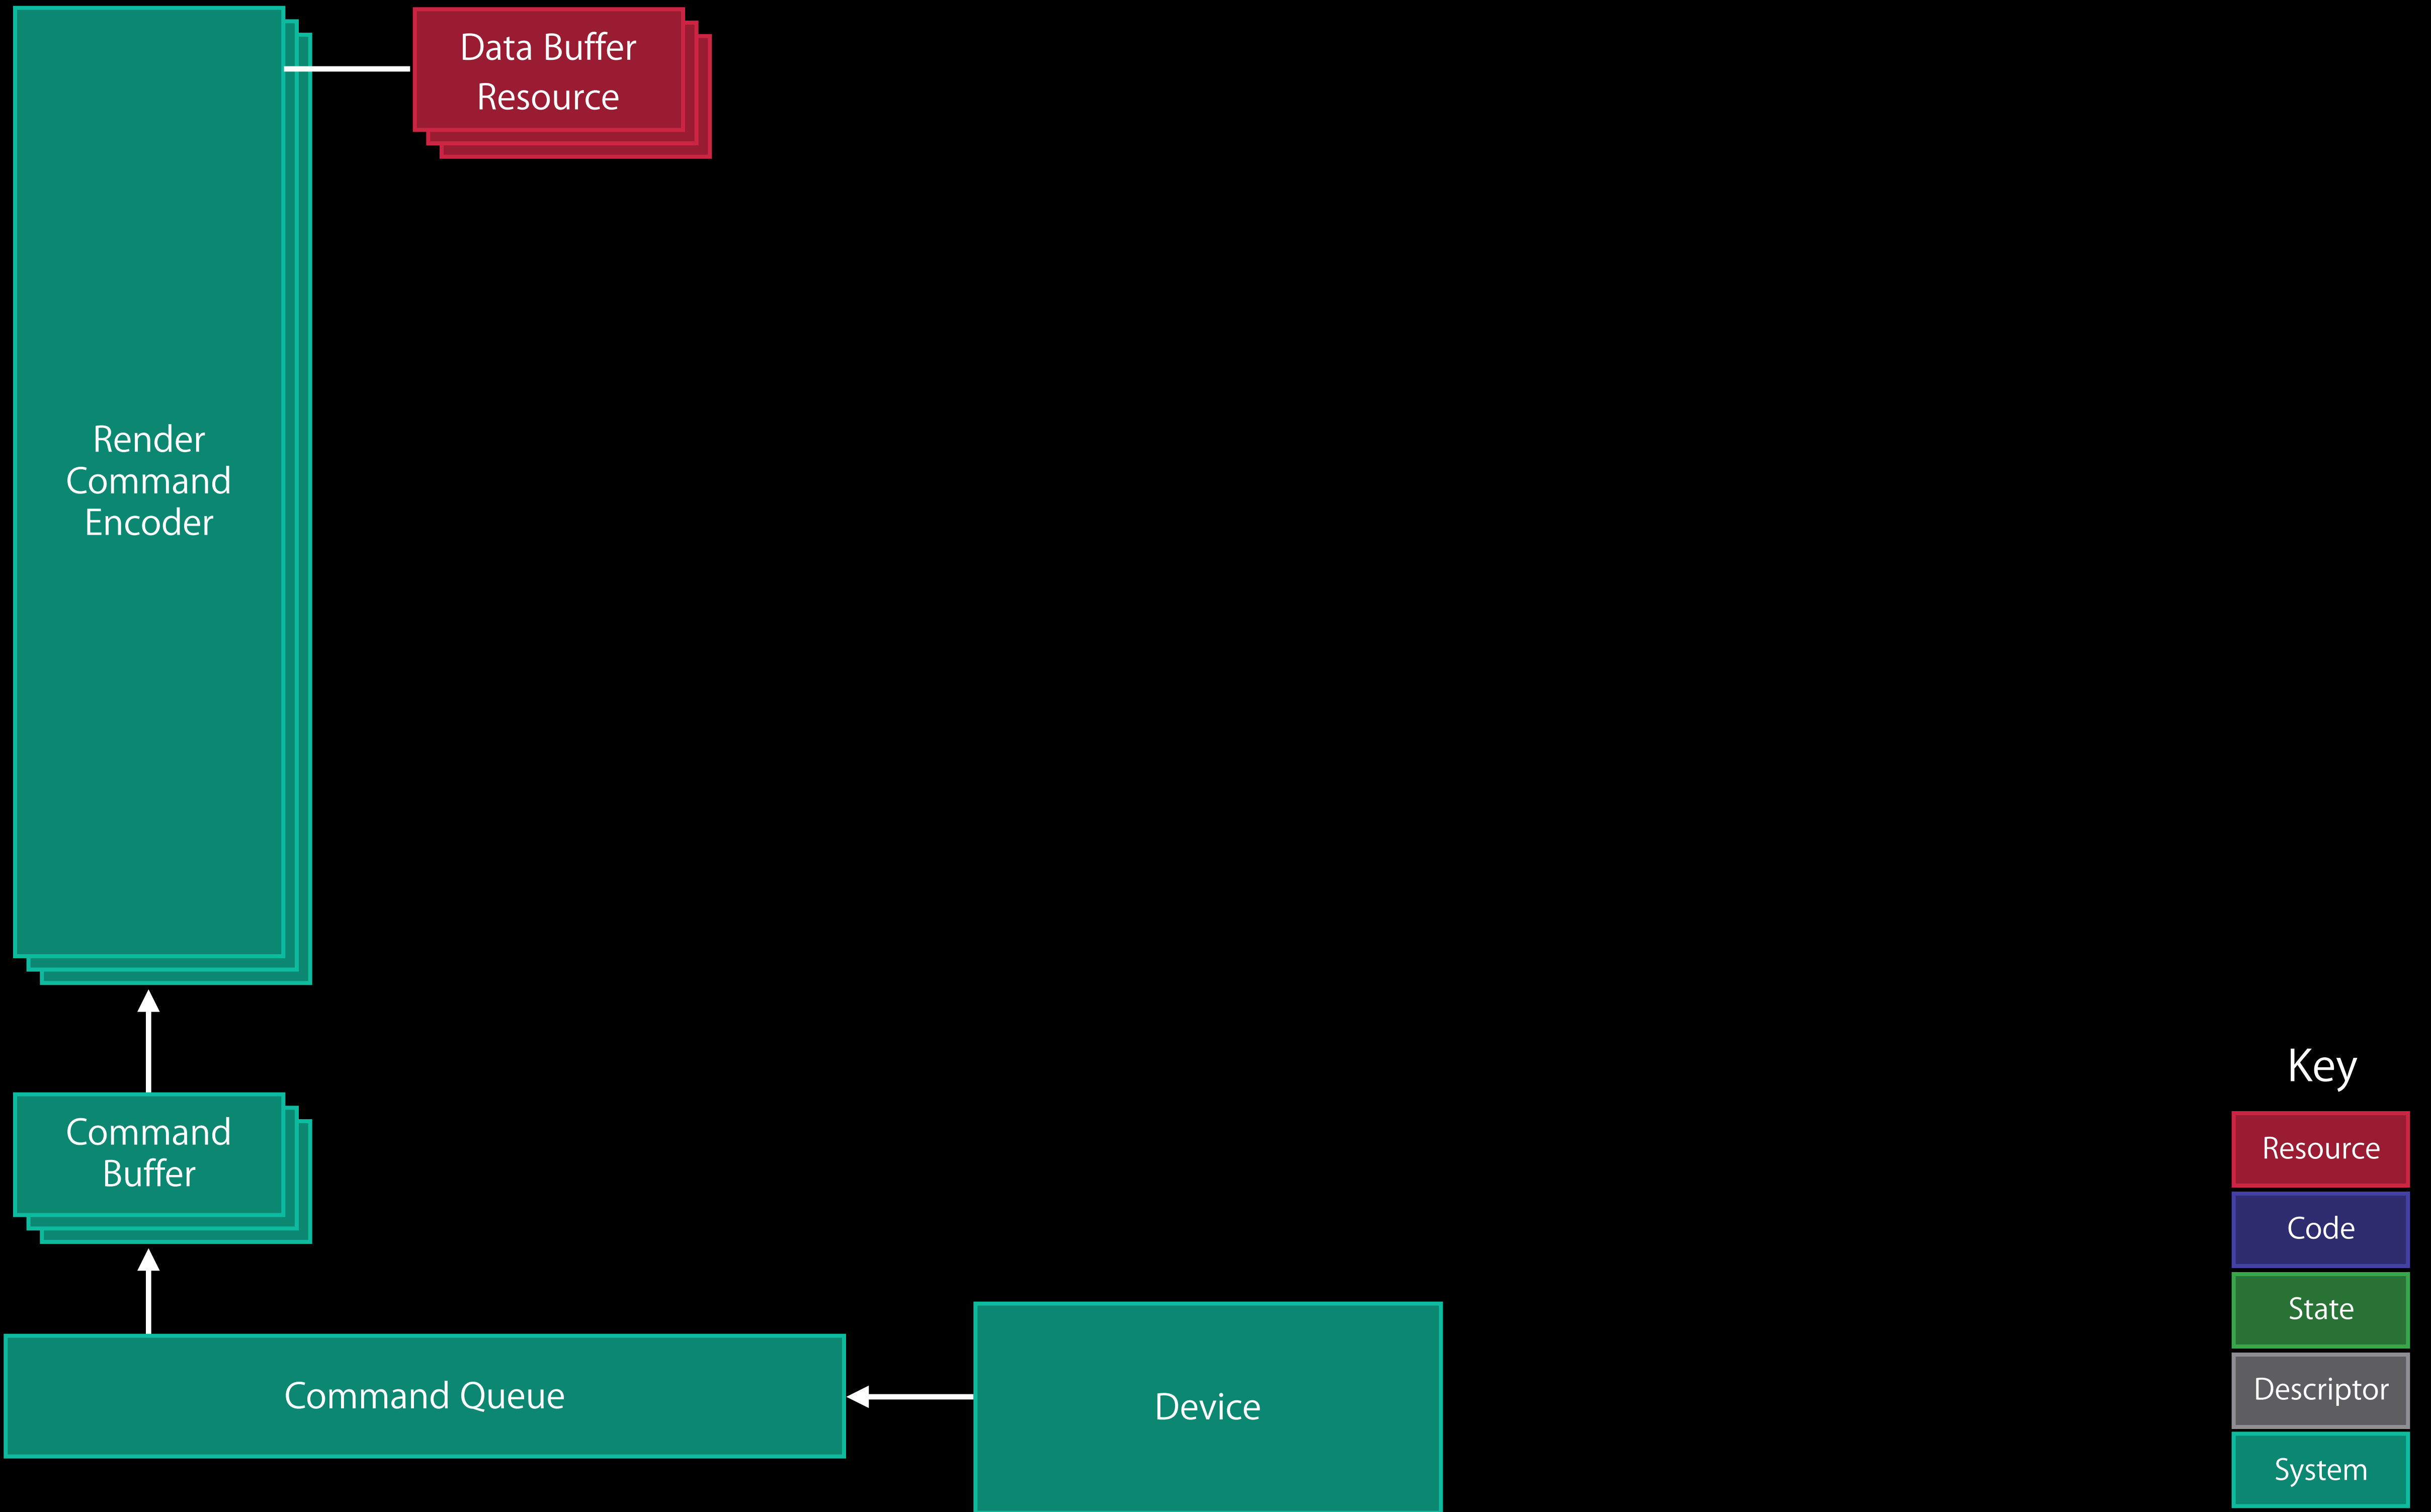 Data Buffer
Resource
Render
Command
Encoder
Command
Buffer
Command Queue
Device
Key
Resource
Code
State
Descriptor
System